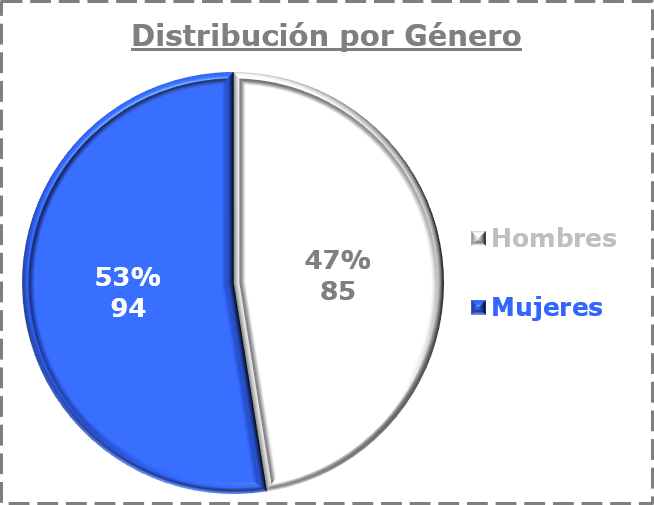 Distribución por Género
53%
94
47%
85
Hombres
Mujeres